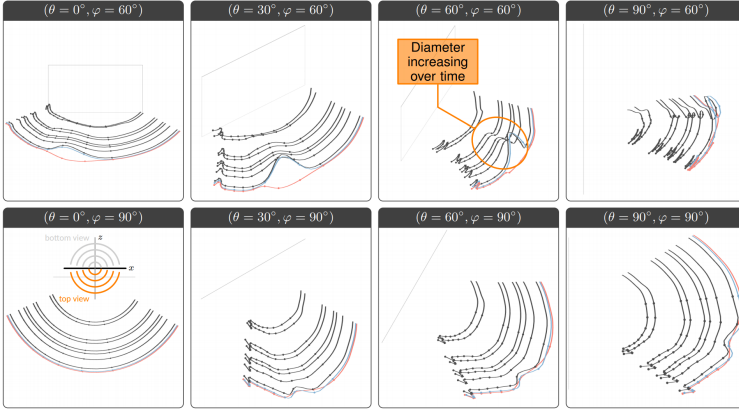 (θ = 0°, φ = 60°)
(θ = 30°, φ = 60°)
(θ = 60°, φ = 60°)
(θ = 90°, φ = 60°)
Diameter
increasing
over time
(θ = 0°, φ = 90°)
(θ = 30°, φ = 90°)
(θ = 60°, φ = 90°)
(θ = 90°, φ = 90°)
bottom view
z
x
top view